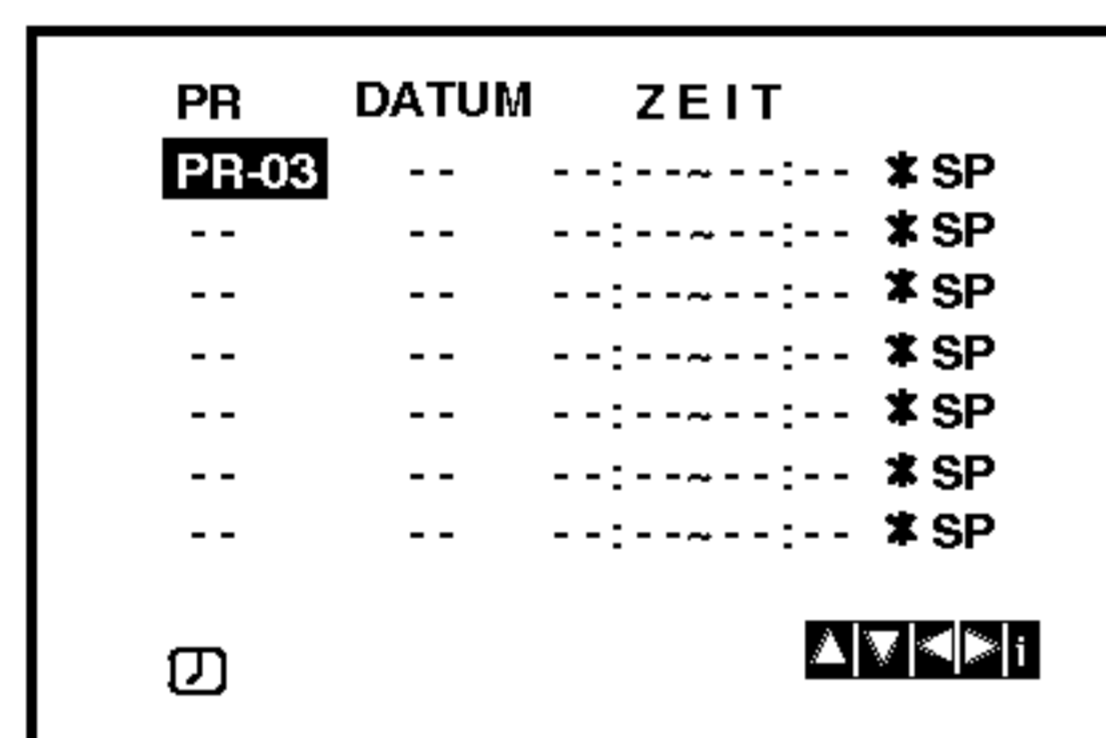 PR DATUM ZEIT
PR-03 -- --:--~--:-- * SP
-- -- --:--~--:-- * SP
-- -- --:--~--:-- * SP
-- -- --:--~--:-- * SP
-- -- --:--~--:-- * SP
-- -- --:--~--:-- * SP
-- -- --:--~--:-- * SP
▲ ▼ ◀ ▶ i